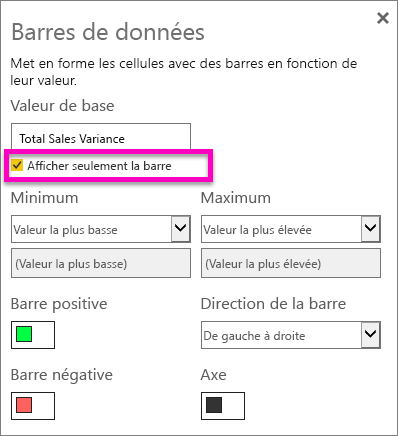 Barres de données
Met en forme les cellules avec des barres en fonction de
leur valeur.
Valeur de base
Total Sales Variance
Afficher seulement la barre
Minimum
Maximum
Valeur la plus basse
Valeur la plus élevée
(Valeur la plus basse)
(Valeur la plus élevée)
Barre positive
Direction de la barre
De gauche à droite
Barre négative
Axe